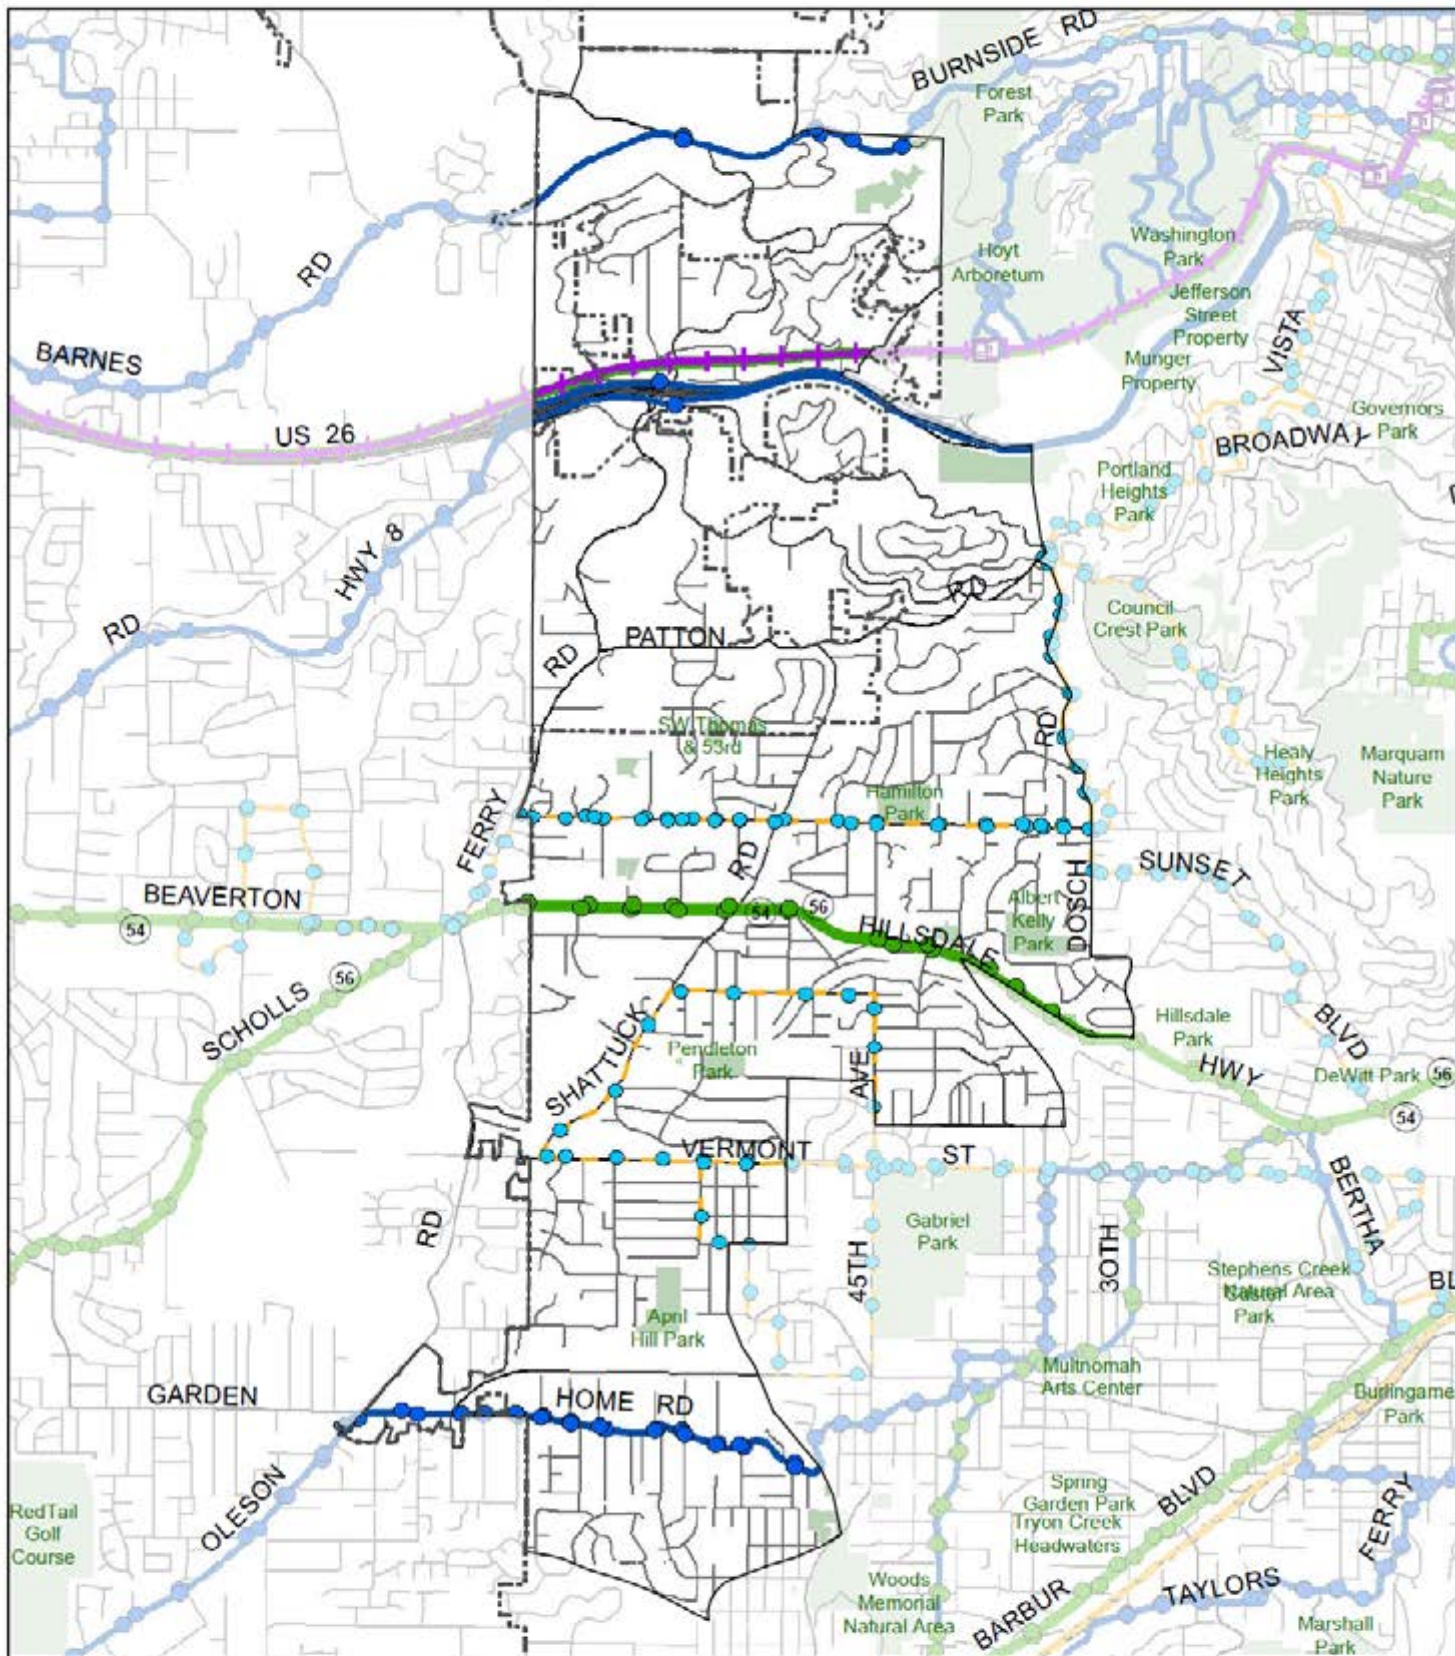 BURNSIDE RD
Forest
Park
RD
BARNES
Hoyt
Arboretum
Washington
Park
Jefferson
Street
Property
Munger
Property
VISTA
US 26
Governors
Park
BROADWAY
Portland
Heights
Park
HWY 8
RD
RD
PATTON
RD
Council
Crest Park
SW Thomas
& 53rd
RD
Healy
Heights
Park
Marquam
Nature
Park
Hamilton
Park
FERRY
RD
SUNSET
BEAVERTON
54
54
56
HILLSDALE
Albert
Kelly
Park
DOSCH
56
SCHOLLS
SHATTUCK
Pendleton
Park
AVE
Hillsdale
Park
BLVD
HWY
DeWitt Park
56
54
VERMONT
ST
RD
Gabriel
Park
45TH
30TH
BERTHA
Stephens Creek
Natural Area
Custer
Park
BL
April
Hill Park
Multnomah
Arts Center
GARDEN
HOME RD
Burlingame
Park
OLESON
RedTail
Golf
Course
Spring
Garden Park
Tryon Creek
Headwaters
BLVD
FERRY
Woods
Memorial
Natural Area
BARBUR
TAYLORS
Marshall
Park